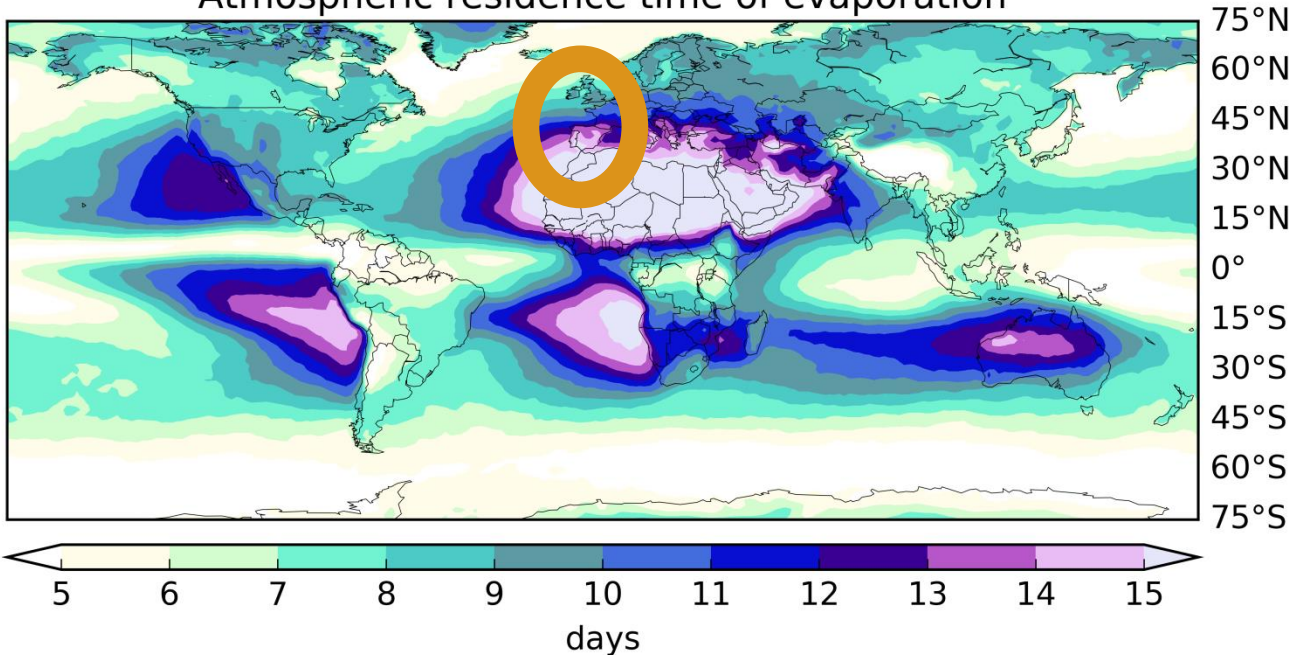 Atmospheric residence time of evaporation
75°N
60°N
45°N
30°N
15°N
0°
15°S
30°S
45°S
60°S
75°S
5 6 7 8 9 10 11 12 13 14 15
days